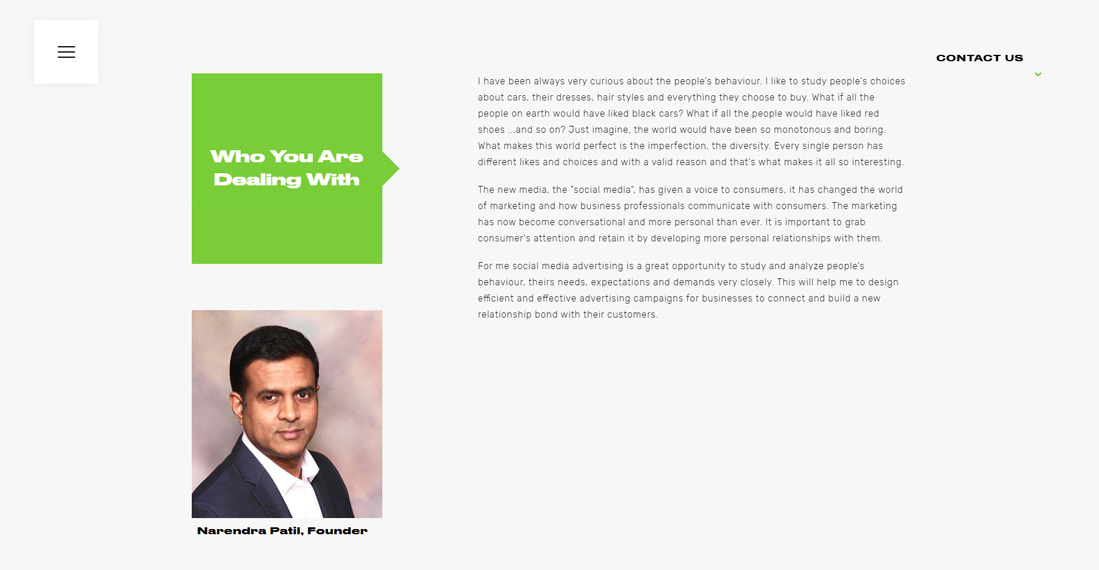 CONTACT US
Who You Are
Dealing With
I have been always very curious about the people's behaviour. I like to study people's choices
about cars, their dresses, hair styles and everything they choose to buy. What if all the
people on earth would have liked black cars? What if all the people would have liked red
shoes ...and so on? Just imagine, the world would have been so monotonous and boring.
What makes this world perfect is the imperfection, the diversity. Every single person has
different likes and choices and with a valid reason and that's what makes it all so interesting.
The new media, the "social media", has given a voice to consumers, it has changed the world
of marketing and how business professionals communicate with consumers. The marketing
has now become conversational and more personal than ever. It is important to grab
consumer's attention and retain it by developing more personal relationships with them.
For me social media advertising is a great opportunity to study and analyze people's
behaviour, theirs needs, expectations and demands very closely. This will help me to design
efficient and effective advertising campaigns for businesses to connect and build a new
relationship bond with their customers.
Narendra Patil, Founder